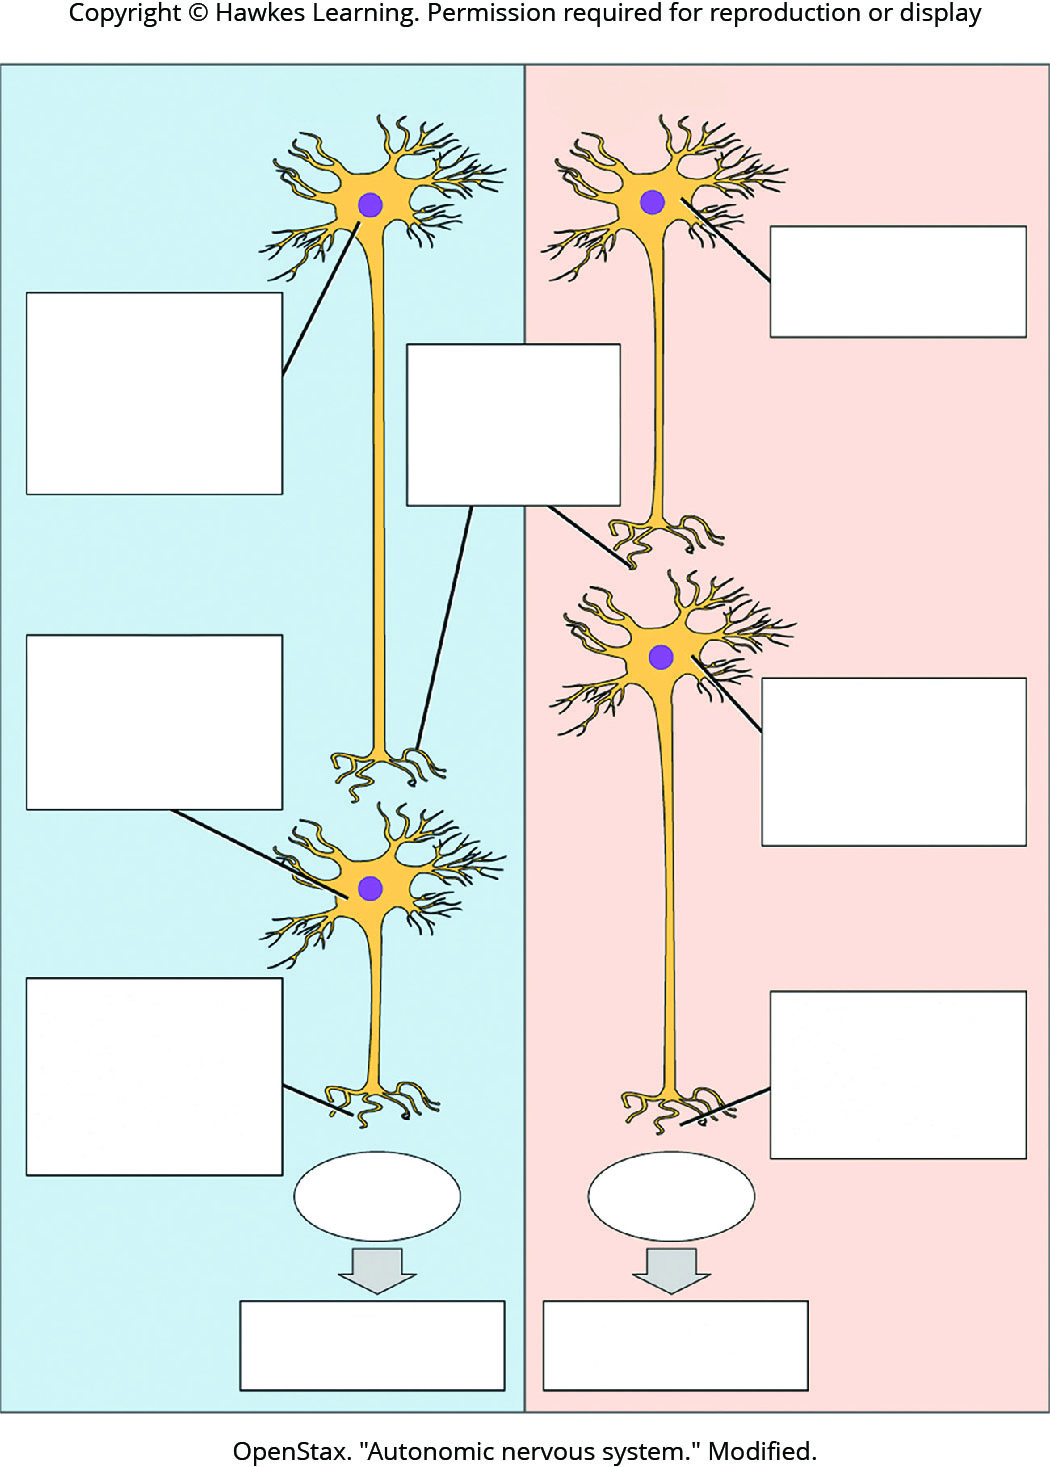 Copyright © Hawkes Learning. Permission required for reproduction or display
OpenStax. "Autonomic nervous system." Modified.